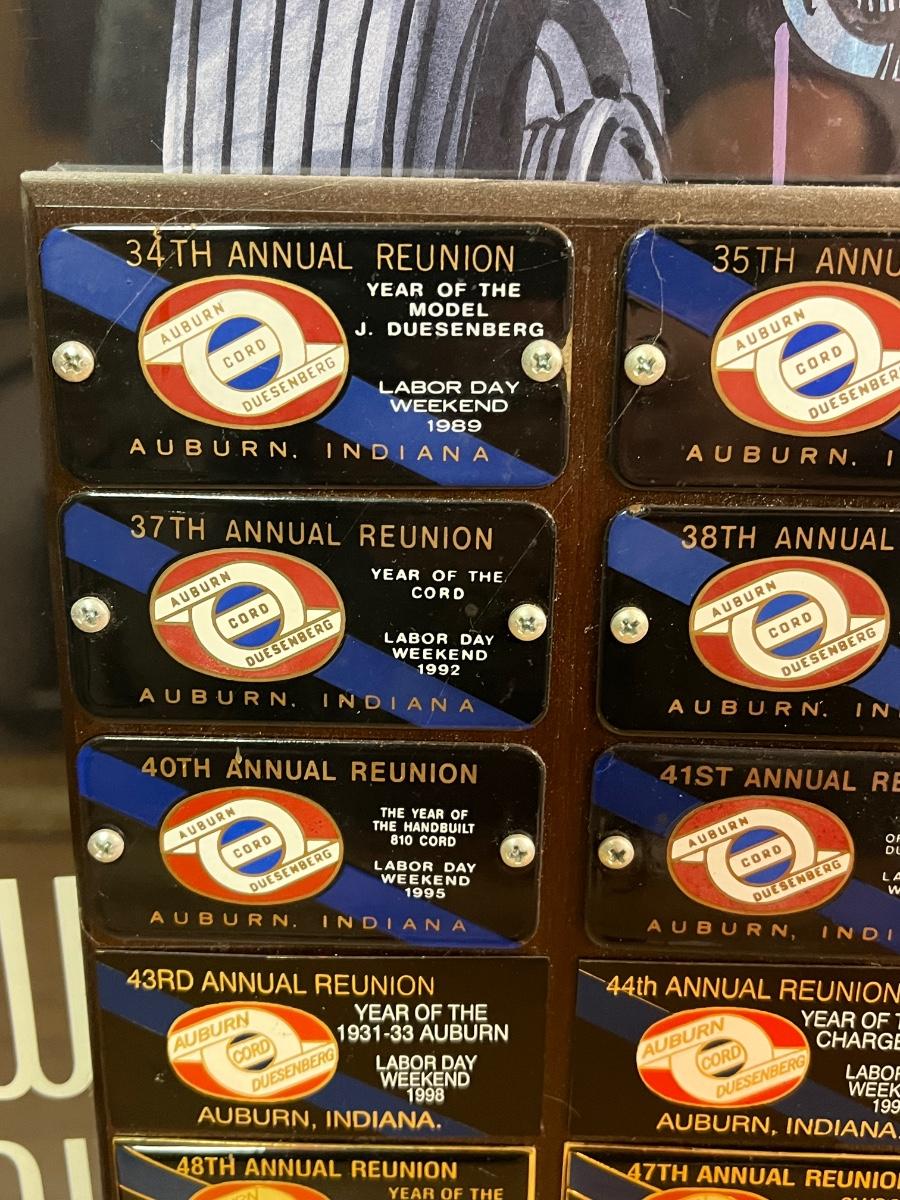 34TH ANNUAL REUNION
YEAR OF THE
MODEL
J. DUESENBERG
AUBURN
CORD
DUESENBERG
LABOR DAY
WEEKEND
1989
AUBURN, INDIANA
35TH
AUBURN
CORD
DUESENBERG
AUBURN,
37TH ANNUAL REUNION
YEAR OF THE
CORD
AUBURN
CORD
DUESENBERG
LABOR DAY
WEEKEND
1992
AUBURN, INDIANA
38TH ANNUAL
AUBURN
CORD
DUESENBERG
AUBURN,
40TH ANNUAL REUNION
THE YEAR OF
THE HANDBUILT
810 CORD
AUBURN
CORD
DUESENBERG
LABOR DAY
WEEKEND
1995
AUBURN, INDIANA
41ST ANNUAL
AUBURN
CORD
DUESENBERG
AUBURN,
43RD ANNUAL REUNION
YEAR OF THE
1931-33 AUBURN
AUBURN
CORD
DUESENBERG
LABOR DAY
WEEKEND
1998
AUBURN, INDIANA.
44th ANNUAL REUNION
YEAR OF
AUBURN
CORD
DUESENBERG
AUBURN, INDIANA.
48TH ANNUAL REUNION
YEAR OF THE
47TH ANNUAL REUNION